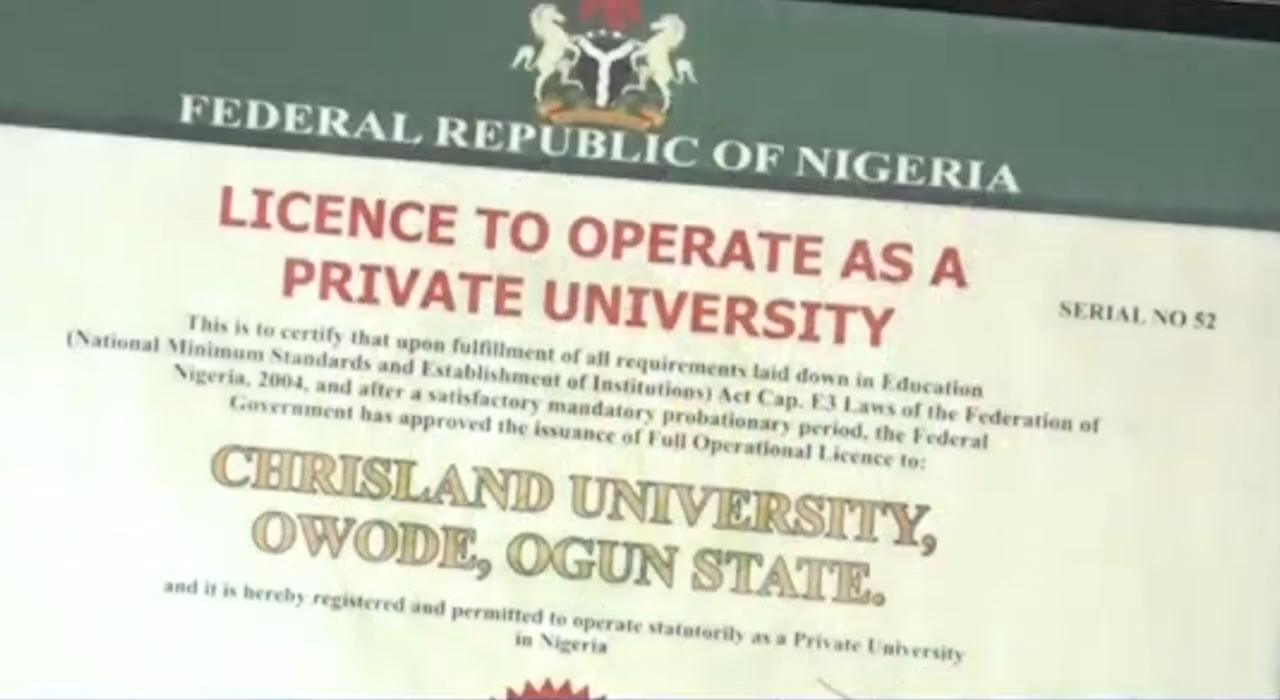 FEDERAL REPUBLIC OF NIGERIA
LICENCE TO OPERATE AS A
PRIVATE UNIVERSITY
SERIAL NO 52
This is to certify that upon fulfillment of all requirements laid down in Education
(National Minimum Standards and Establishment of Institutions) Act Cap. E3 Laws of the Federation of
Nigeria, 2004, and after a satisfactory mandatory probationary period, the Federal
Government has approved the issuance of Full Operational Licence to:
CHRISLAND UNIVERSITY,
OWODE, OGUN STATE.
and it is hereby registered and permitted to operate statutorily as a Private University
in Nigeria